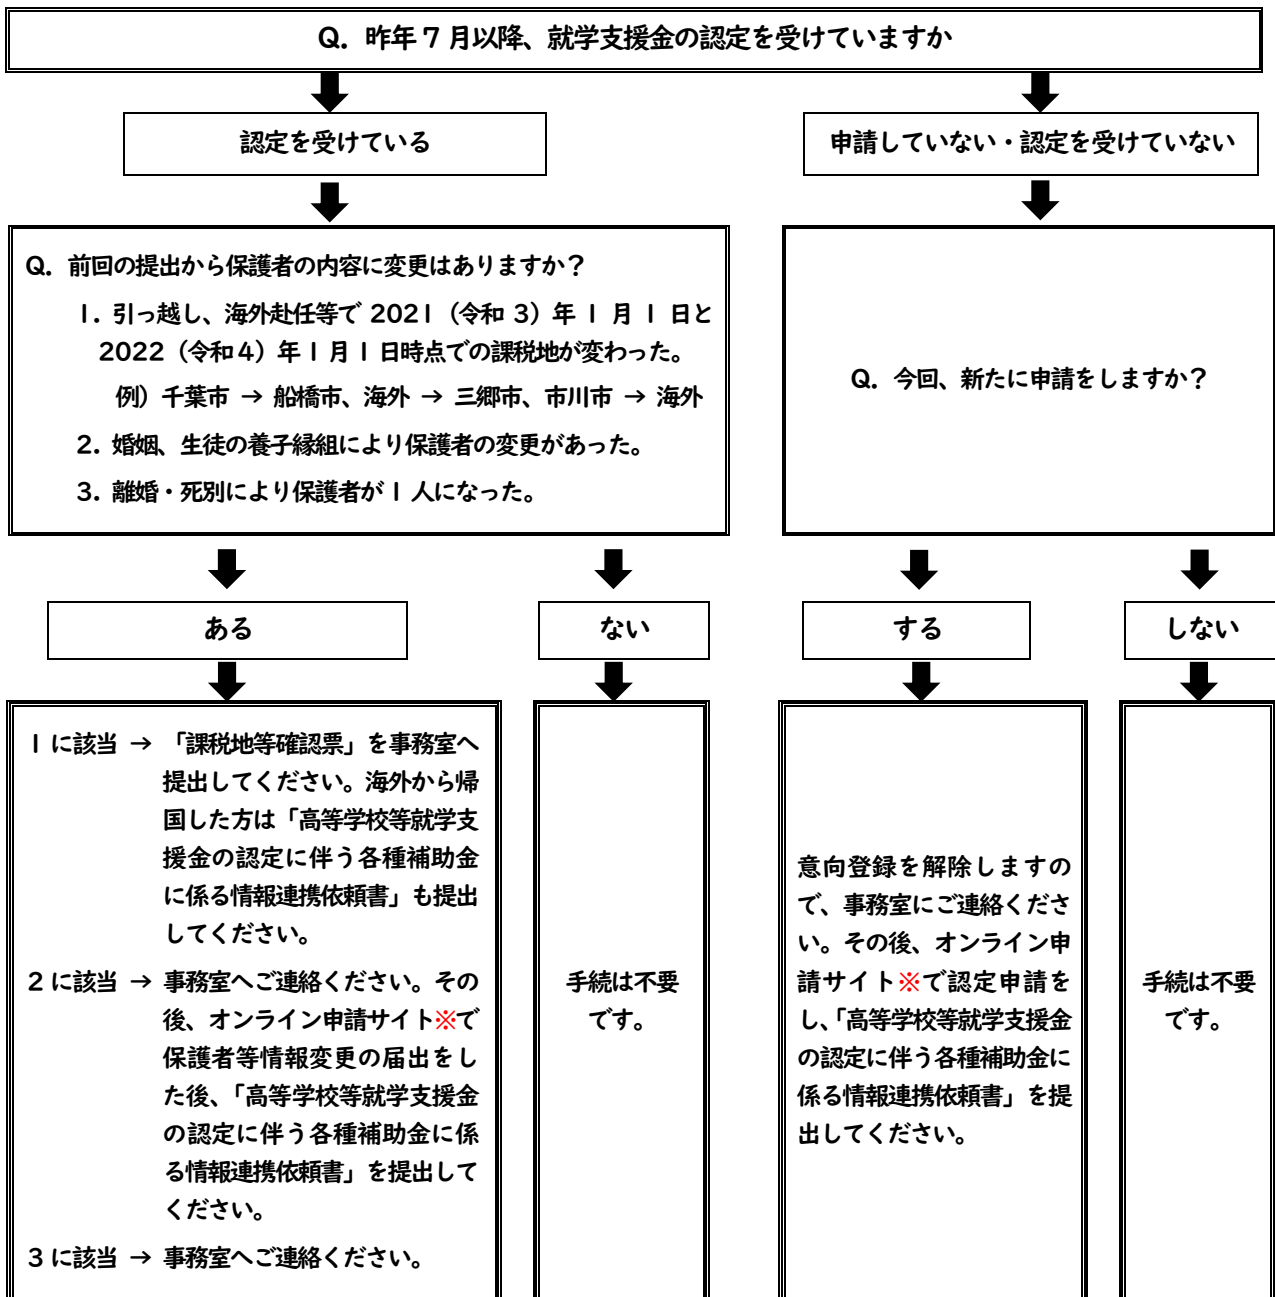 Q. 昨年7月以降、就学支援金の認定を受けていますか
認定を受けている
申請していない・認定を受けていない
Q. 前回の提出から保護者の内容に変更はありますか？
1. 引っ越し、海外赴任等で 2021（令和 3）年 1 月 1 日と
2022（令和4）年1月1日時点での課税地が変わった。
例）千葉市 → 船橋市、海外 → 三郷市、市川市 → 海外
2. 婚姻、生徒の養子縁組により保護者の変更があった。
3. 離婚・死別により保護者が1人になった。
Q. 今回、新たに申請をしますか？
ある
ない
する
しない
1に該当 → 「課税地等確認票」を事務室へ
提出してください。海外から帰
国した方は「高等学校等就学支
援金の認定に伴う各種補助金
に係る情報連携依頼書」も提出
してください。
2に該当 → 事務室へご連絡ください。その
後、オンライン申請サイト※で
保護者等情報変更の届出をし
た後、「高等学校等就学支援金
の認定に伴う各種補助金に係
る情報連携依頼書」を提出して
ください。
3に該当 → 事務室へご連絡ください。
手続は不要
です。
意向登録を解除しますの
で、事務室にご連絡くださ
い。その後、オンライン申
請サイト※で認定申請を
し、「高等学校等就学支援金
の認定に伴う各種補助金に
係る情報連携依頼書」を提
出してください。
手続は不要
です。